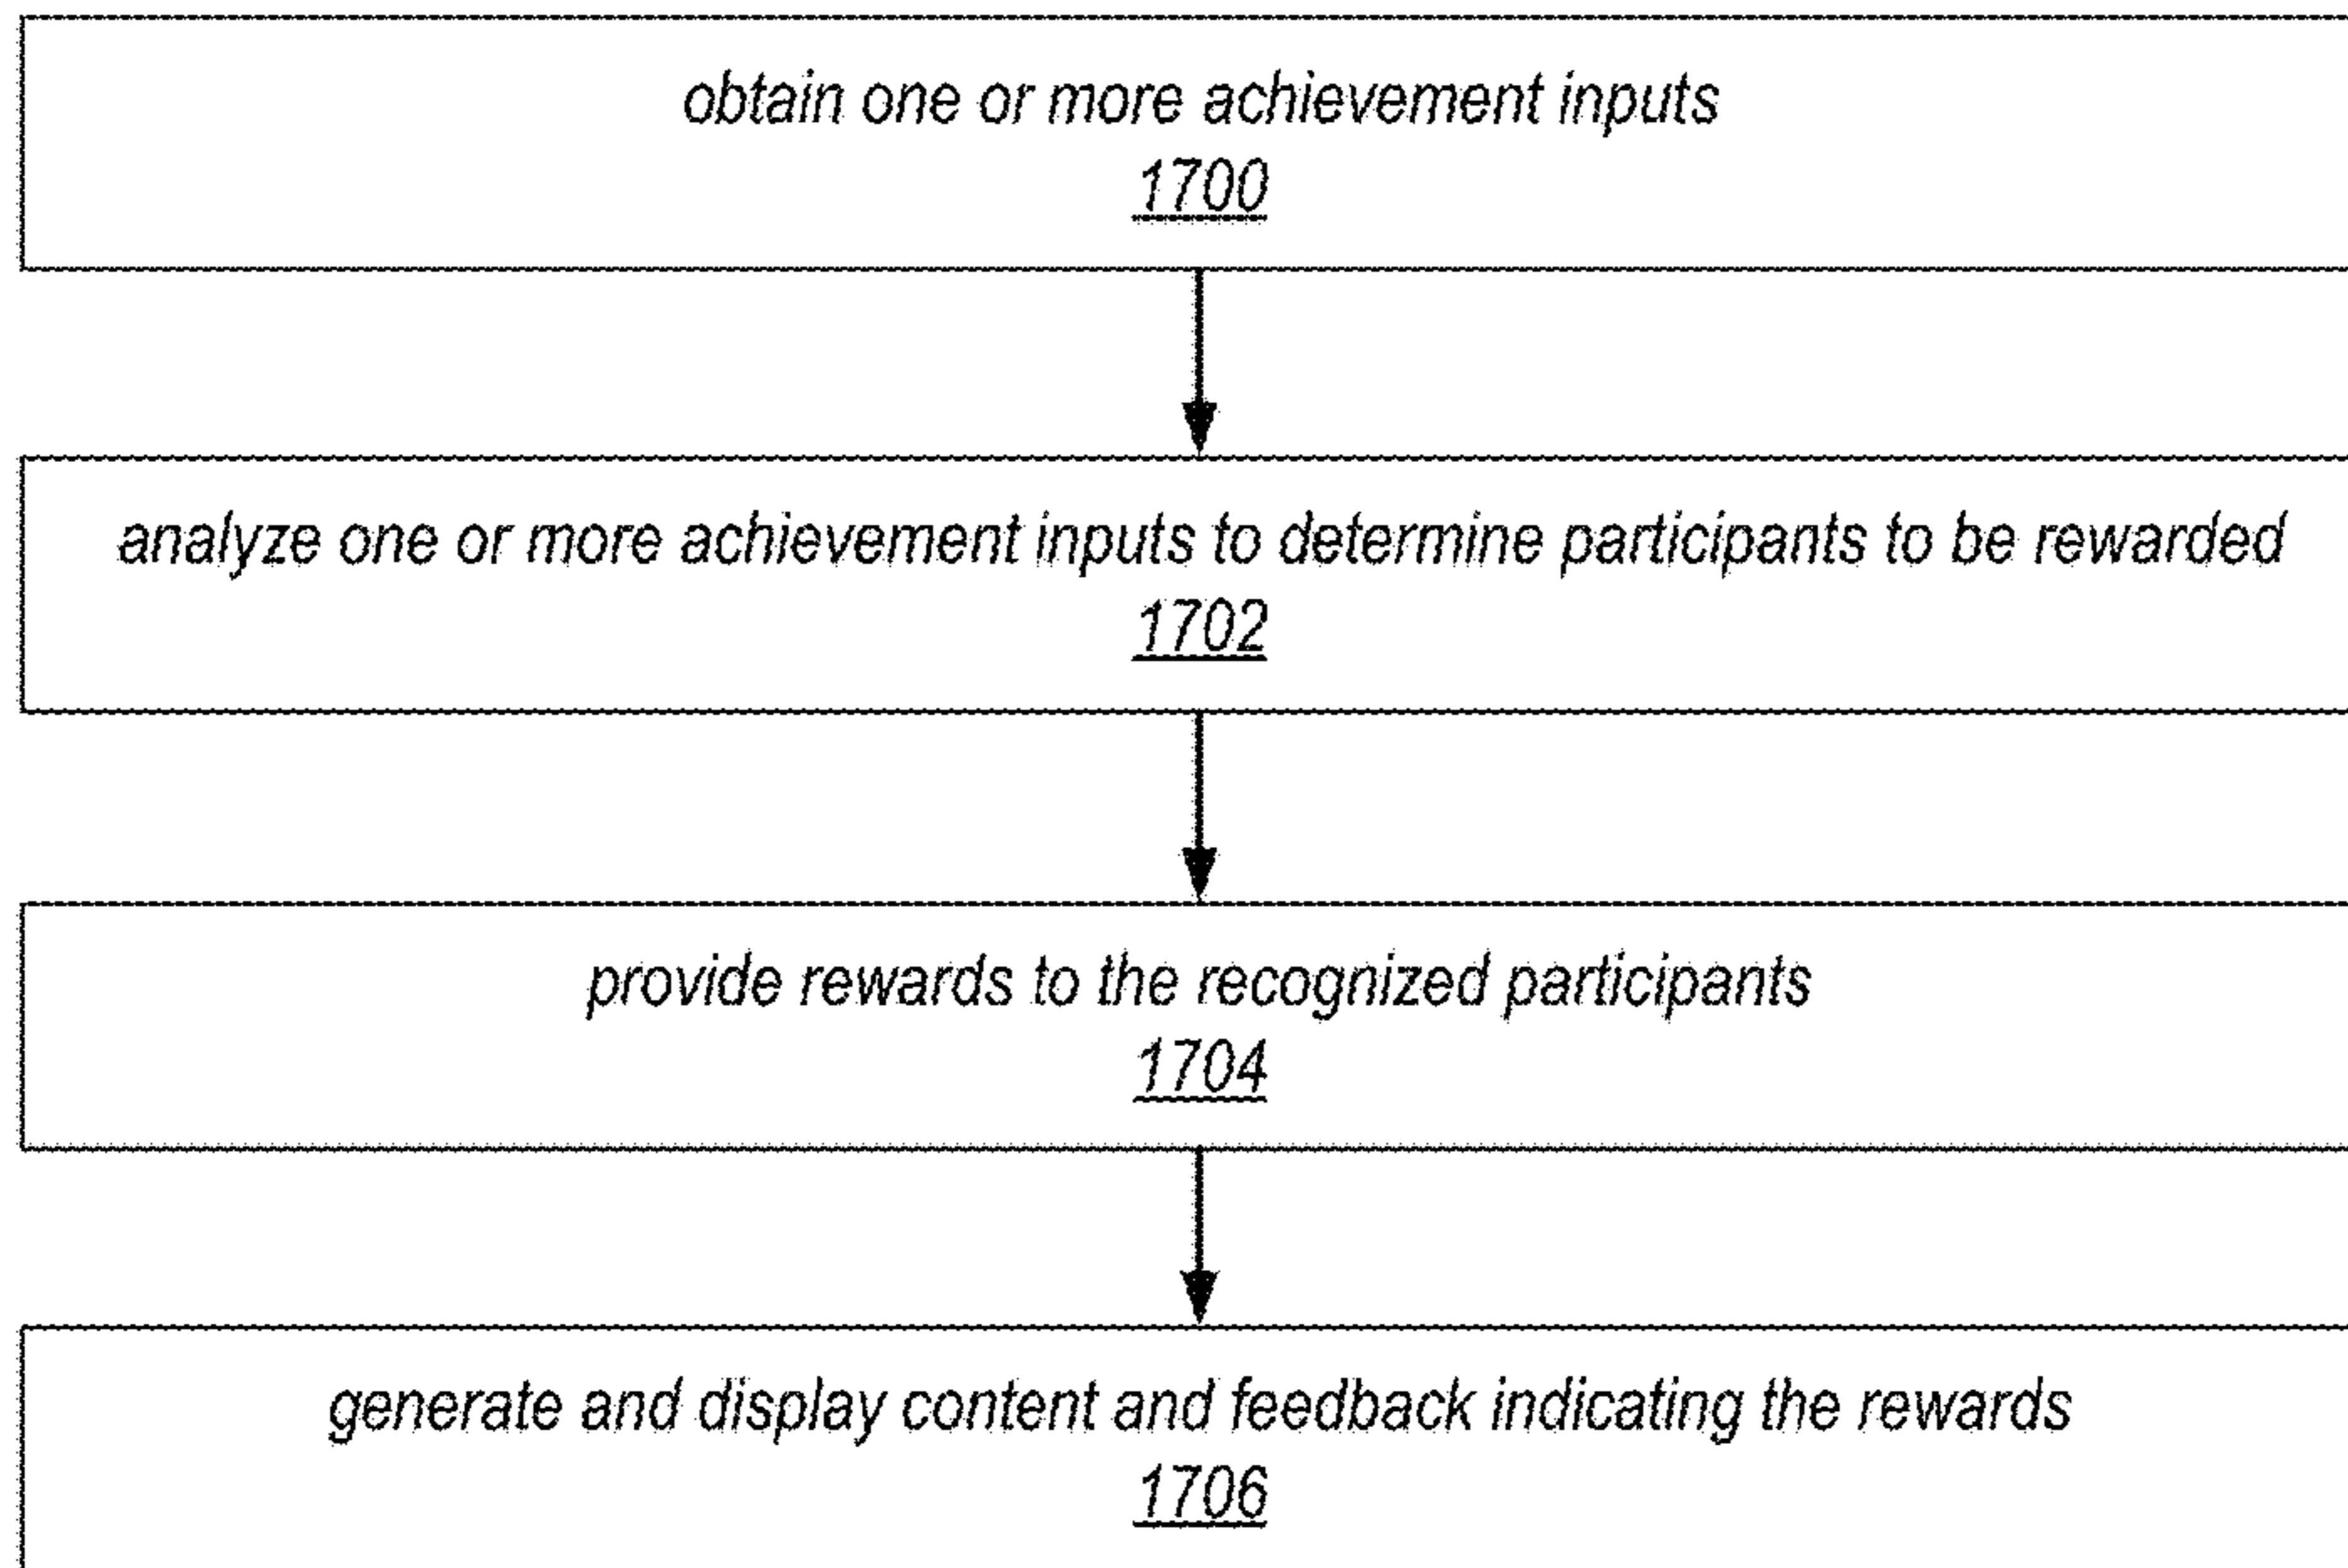 obtain one or more achievement inputs
1700
analyze one or more achievement inputs to determine participants to be rewarded
1702
provide rewards to the recognized participants
1704
generate and display content and feedback indicating the rewards
1706